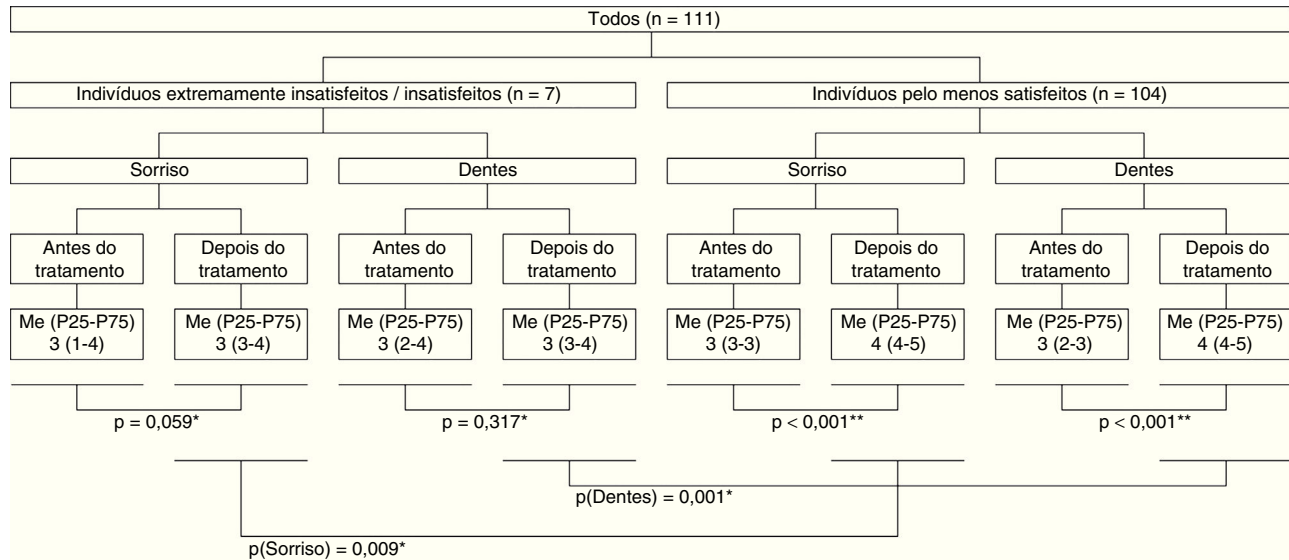 Todos (n = 111)
Indivíduos extremamente insatisfeitos / insatisfeitos (n = 7)
Indivíduos pelo menos satisfeitos (n = 104)
Sorriso
Dentes
Sorriso
Dentes
Antes do
tratamento
Depois do
tratamento
Antes do
tratamento
Depois do
tratamento
Antes do
tratamento
Depois do
tratamento
Antes do
tratamento
Depois do
tratamento
Me (P25-P75)
3 (1-4)
Me (P25-P75)
3 (3-4)
Me (P25-P75)
3 (2-4)
Me (P25-P75)
3 (3-4)
Me (P25-P75)
3 (3-3)
Me (P25-P75)
4 (4-5)
Me (P25-P75)
3 (2-3)
Me (P25-P75)
4 (4-5)
p = 0,059*
p = 0,317*
p < 0,001**
p < 0,001**
p(Dentes) = 0,001*
p(Sorriso) = 0,009*